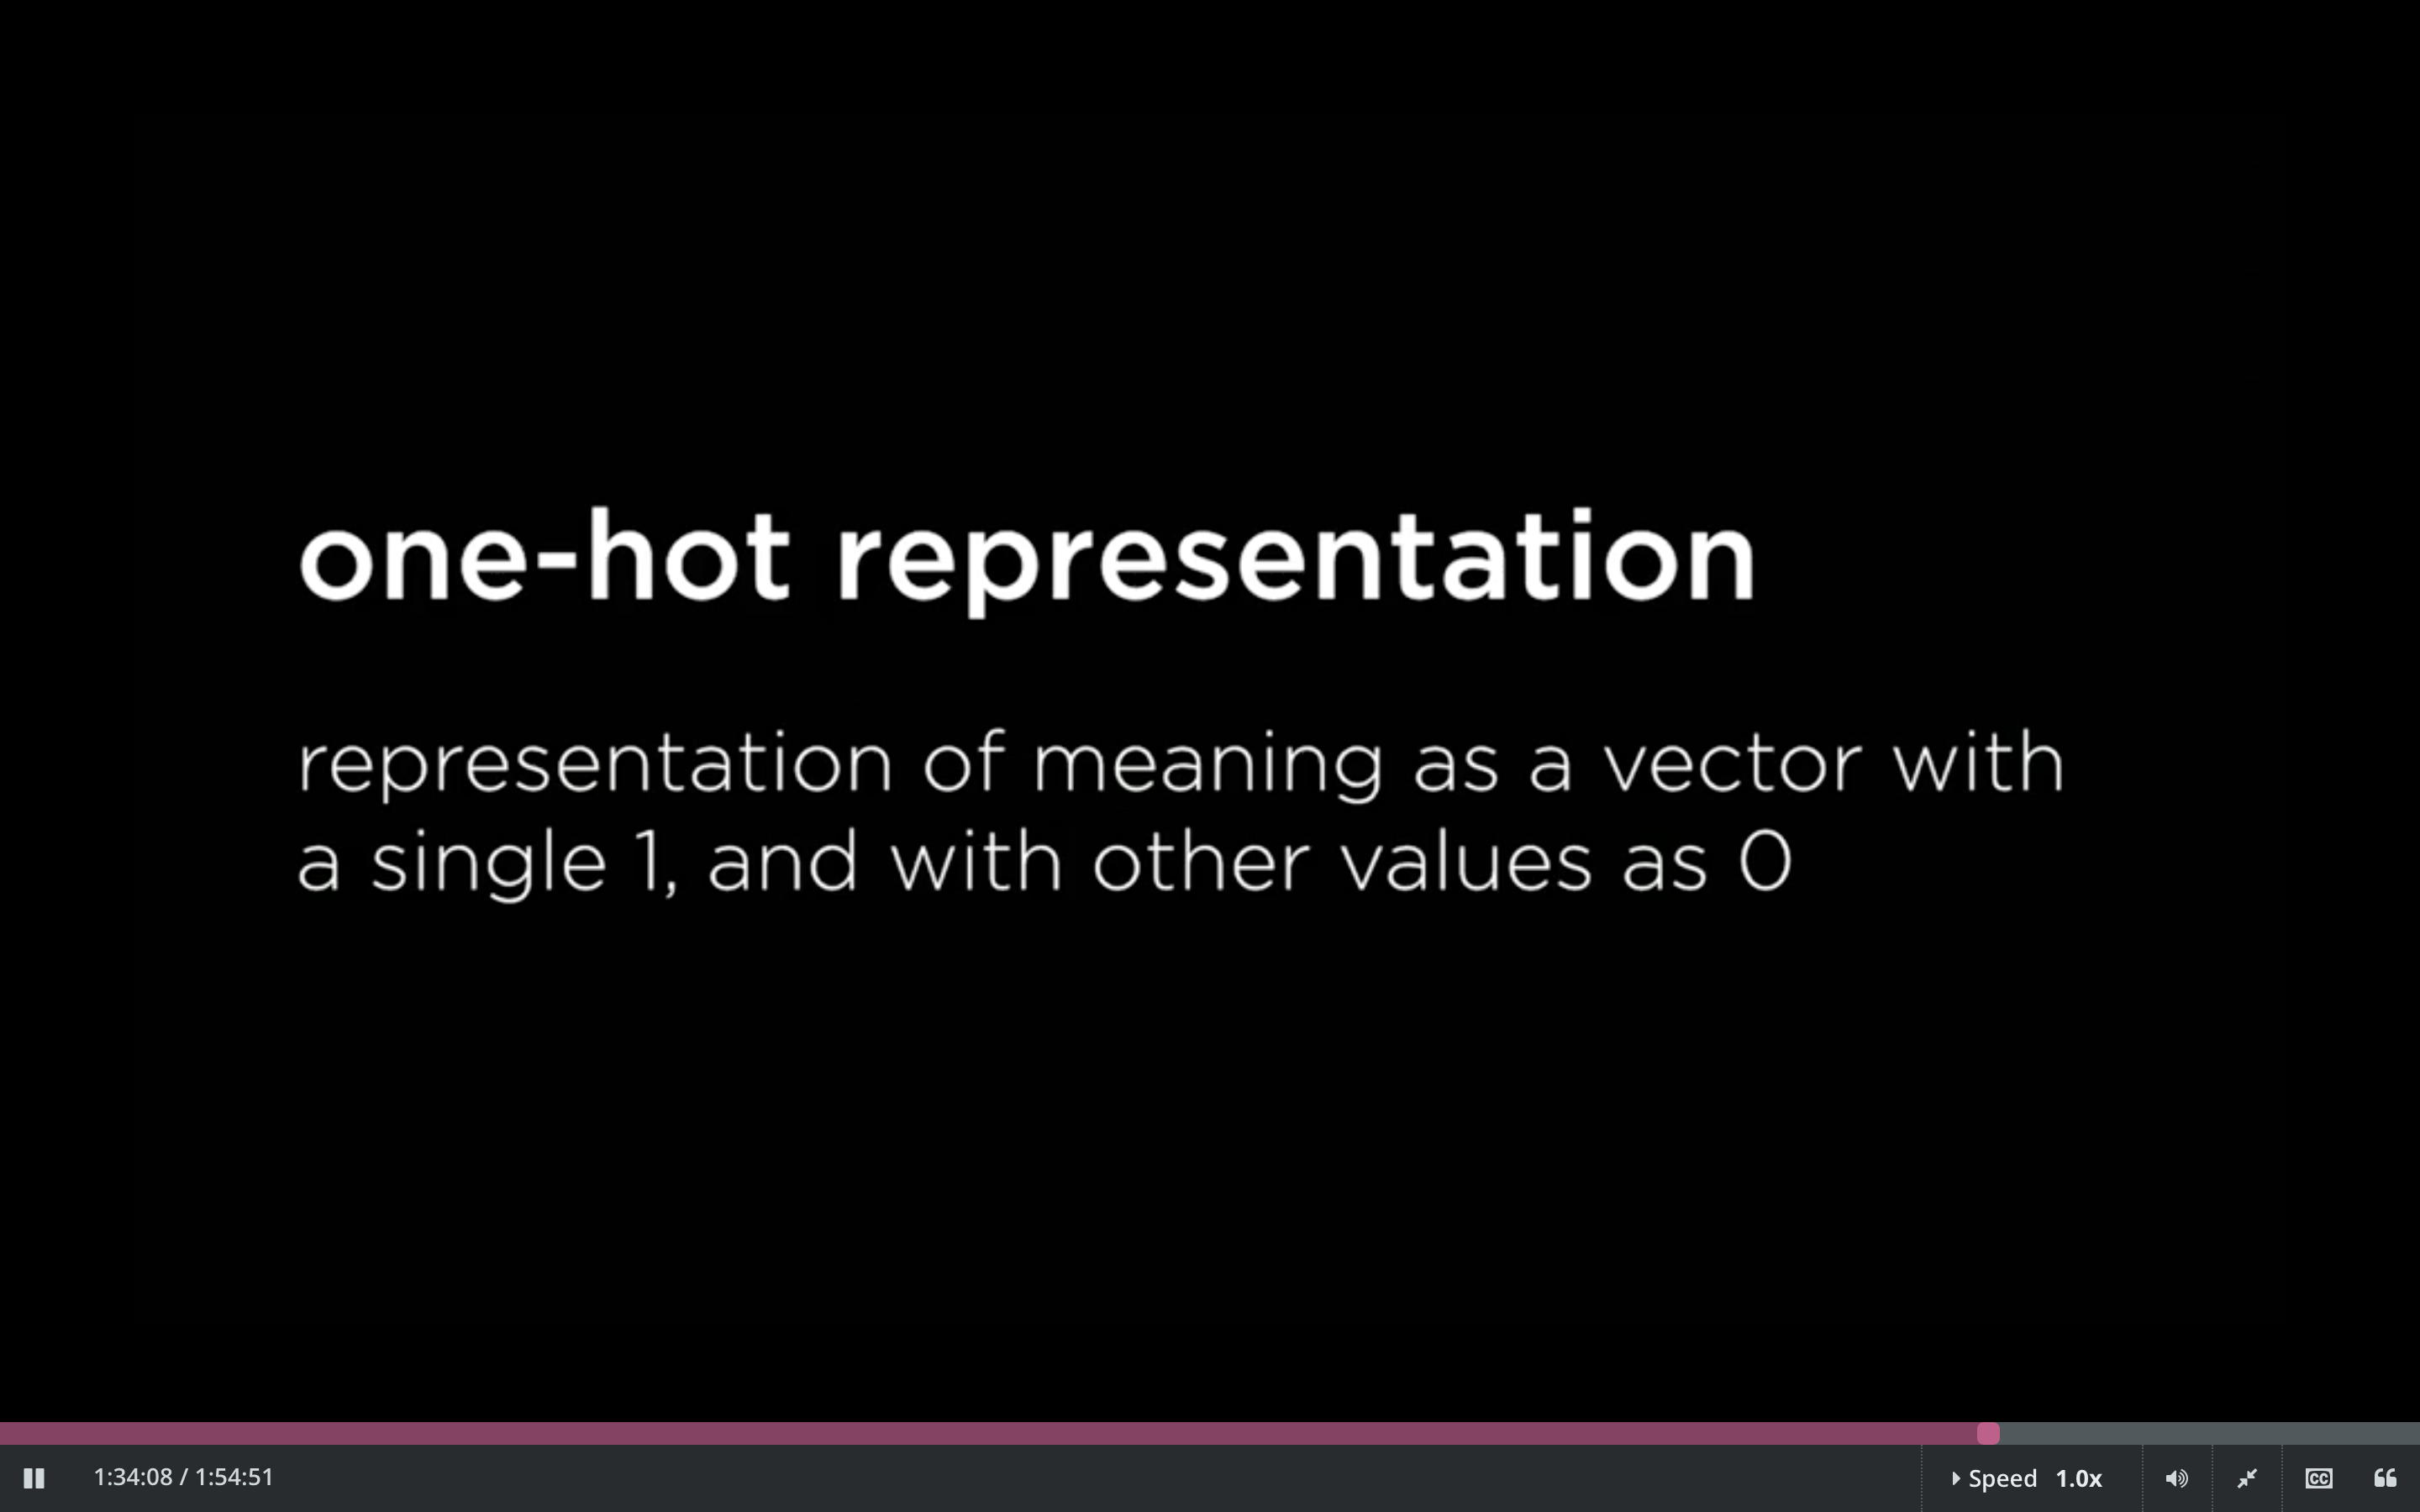 one-hot representation
representation of meaning as a vector with
a single 1, and with other values as 0
1:34:08 / 1:54:51
Speed 1.0x
CC